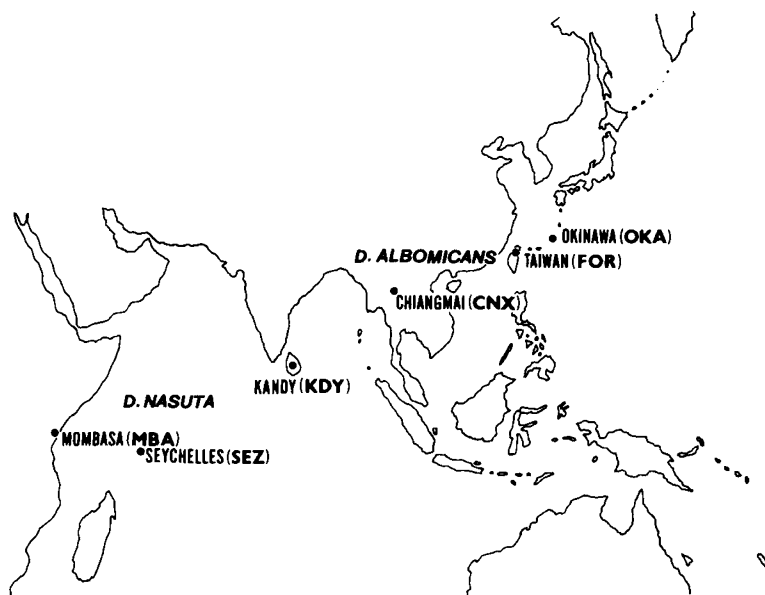 OKINAWA (OKA)
D. ALBOMICANS
TAIWAN (FOR)
CHIANGMAI (CNX)
KANDY (KDY)
D. NASUTA
MOMBASA (MBA)
SEYCHELLES (SEZ)